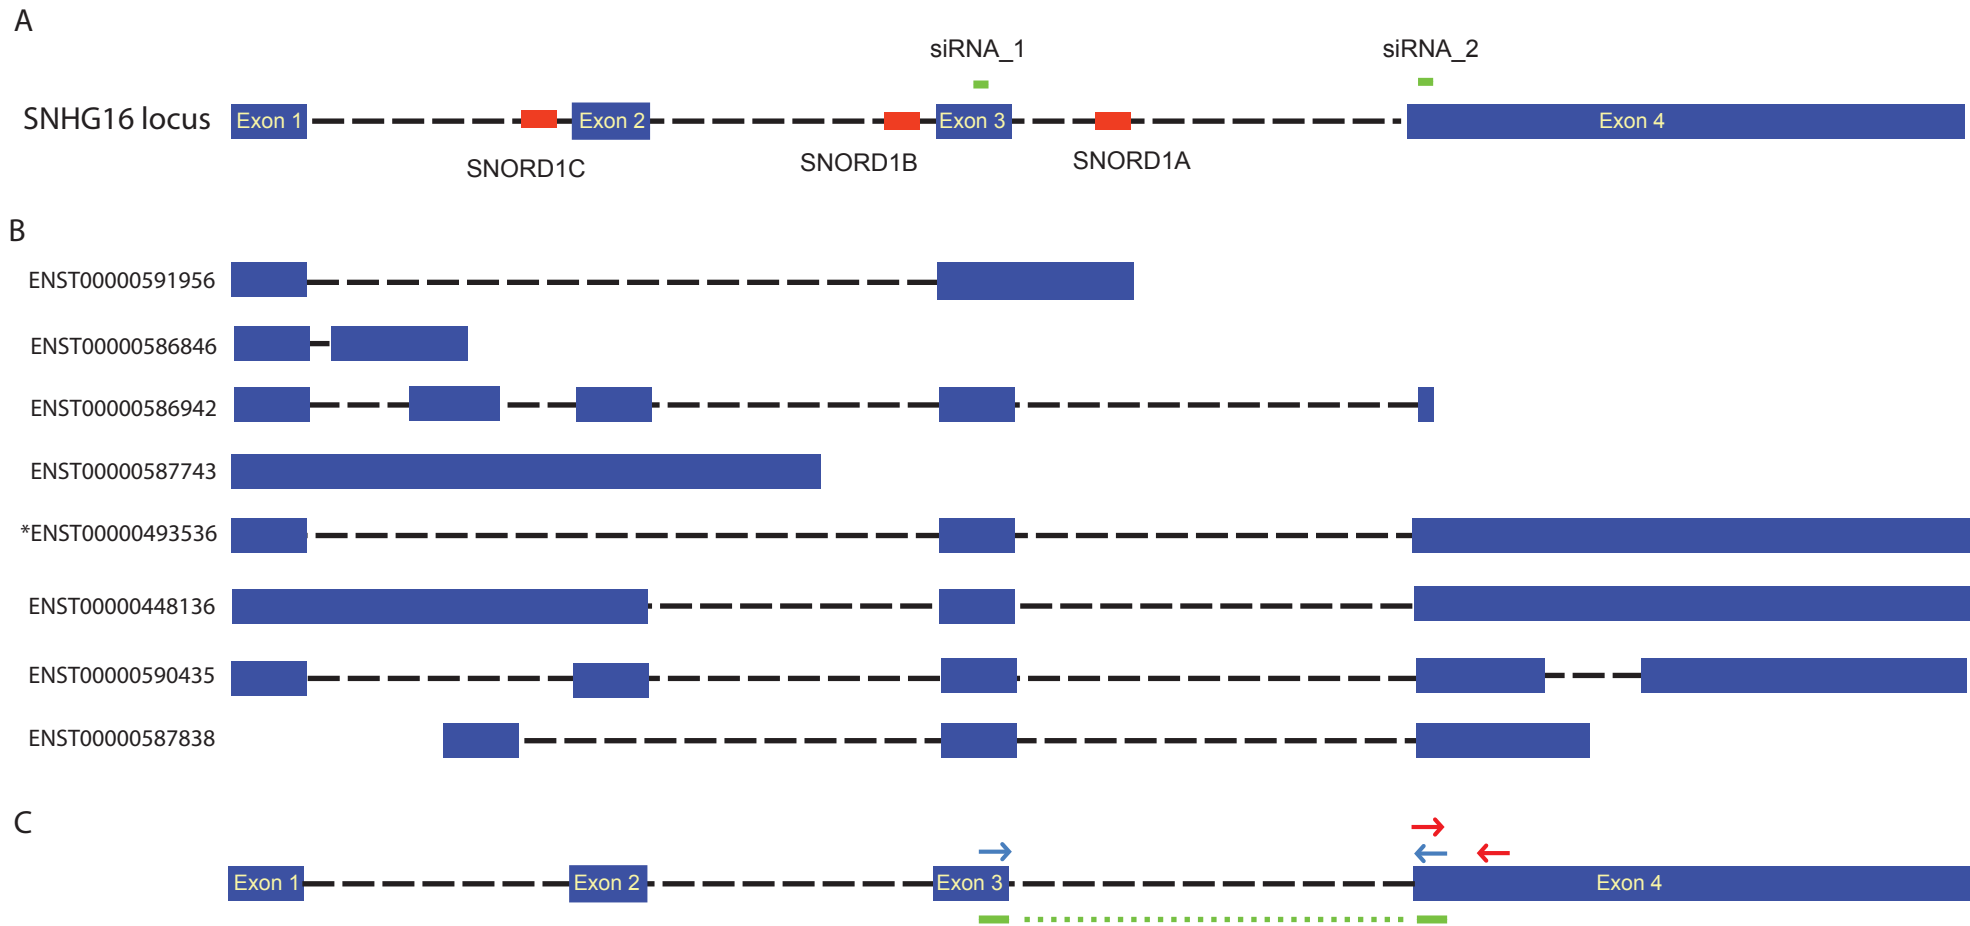 A
siRNA_1 siRNA_2
SNHG16 locus Exon 1 Exon 2 Exon 3 Exon 4
SNORD1C SNORD1B SNORD1A
B
ENST00000591956
ENST00000586846
ENST00000586942
ENST00000587743
*ENST00000493536
ENST00000448136
ENST00000590435
ENST00000587838
C
Exon 1 Exon 2 Exon 3 Exon 4